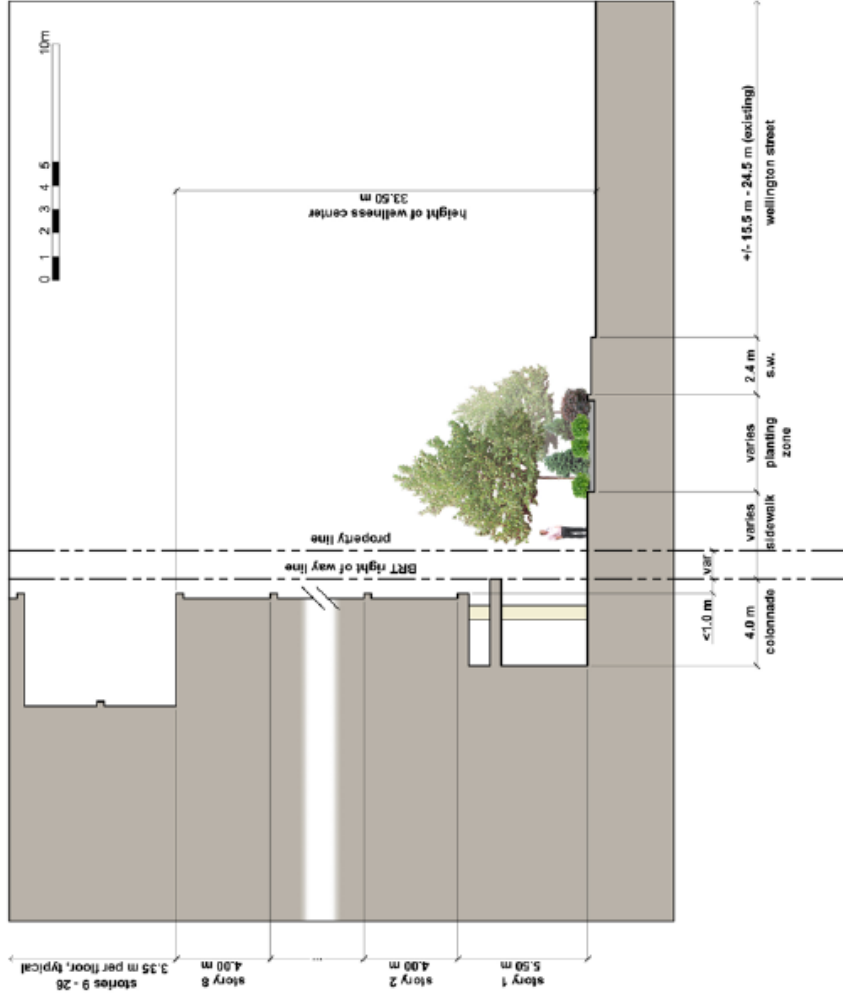 0 1 2 3 4 5 10m
33.50 m
height of wellness center
property line
BRT right of way line
stories 9 - 26
3.35 m per floor, typical
story 8
4.00 m
...
story 2
4.00 m
story 1
5.50 m
<1.0 m
var
4.0 m
colonnade
varies
sidewalk
varies
planting
zone
2.4 m
s.w.
+/- 15.5 m - 24.5 m (existing)
wellington street